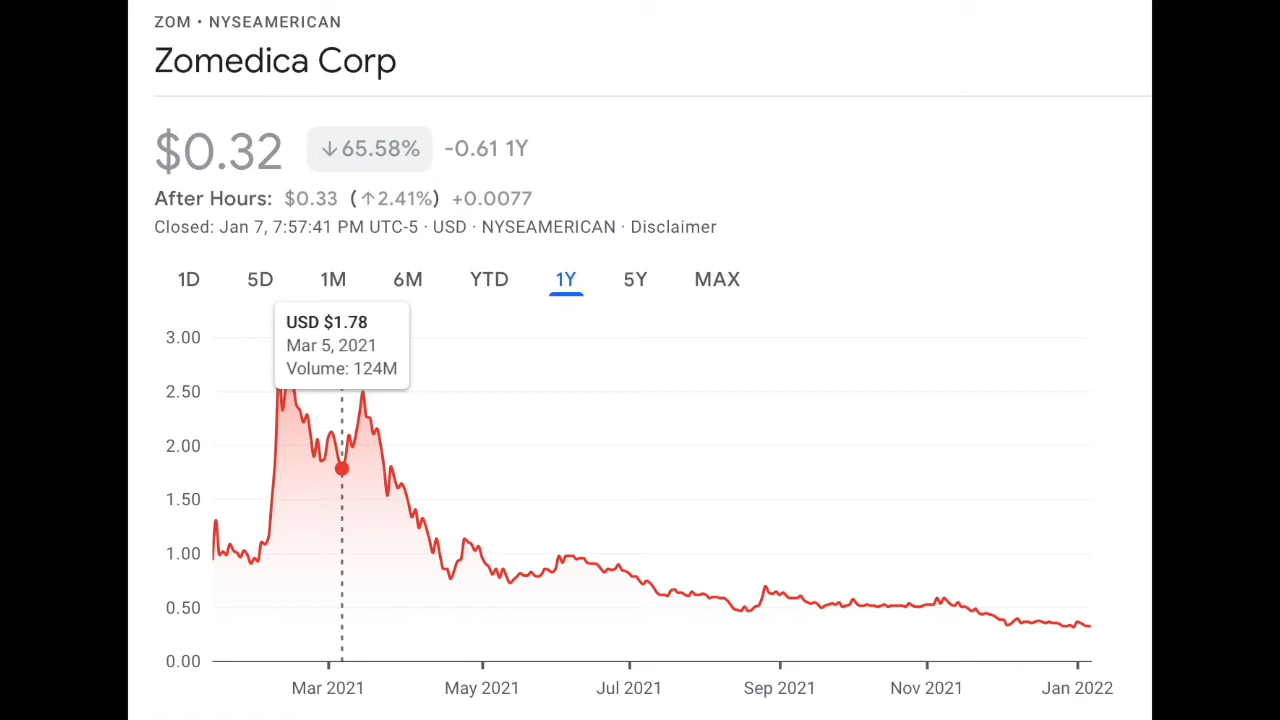 ZOM • NYSEAMERICAN
Zomedica Corp
$0.32 ↓65.58% -0.61 1Y
After Hours: $0.33 (↑2.41%) +0.0077
Closed: Jan 7, 7:57:41 PM UTC-5 · USD · NYSEAMERICAN · Disclaimer
1D 5D 1M 6M YTD 1Y 5Y MAX
USD $1.78
Mar 5, 2021
Volume: 124M
3.00
2.50
2.00
1.50
1.00
0.50
0.00
Mar 2021 May 2021 Jul 2021 Sep 2021 Nov 2021 Jan 2022